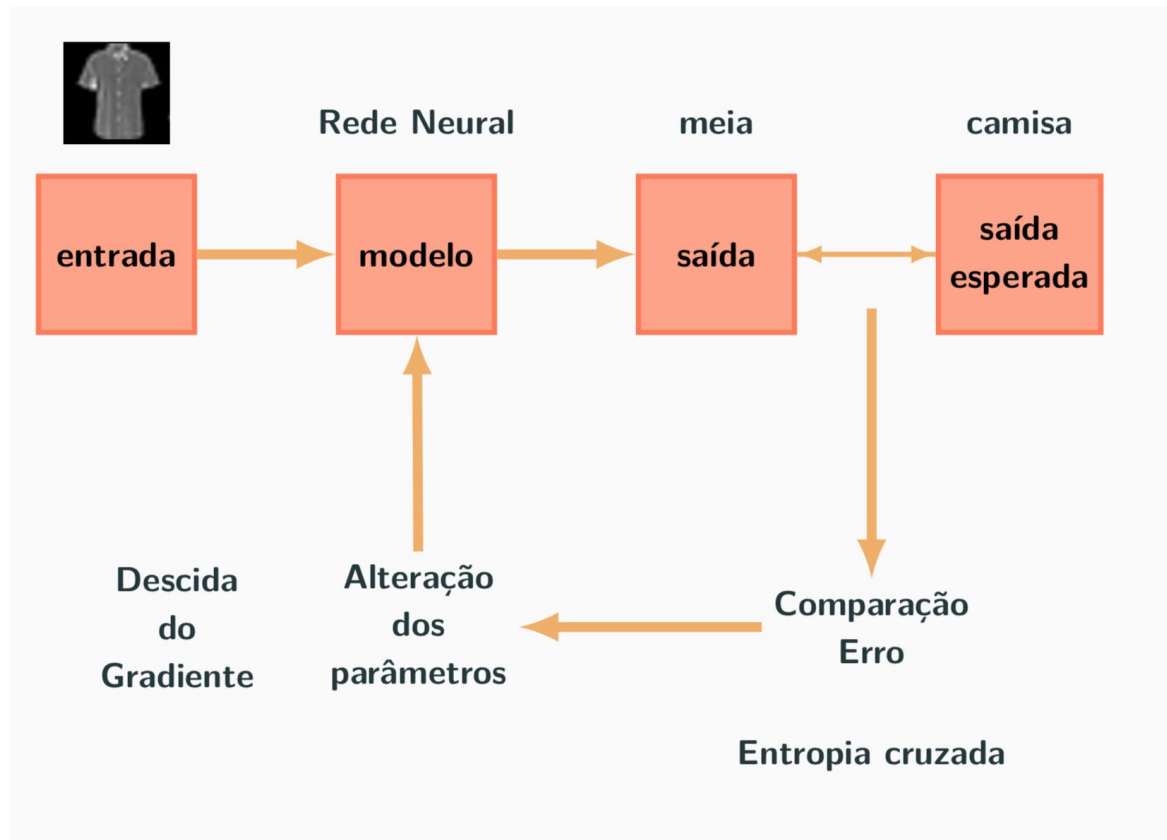 Rede Neural
meia
camisa
entrada
modelo
saída
saída
esperada
Descida
do
Gradiente
Alteração
dos
parâmetros
Comparação
Erro
Entropia cruzada